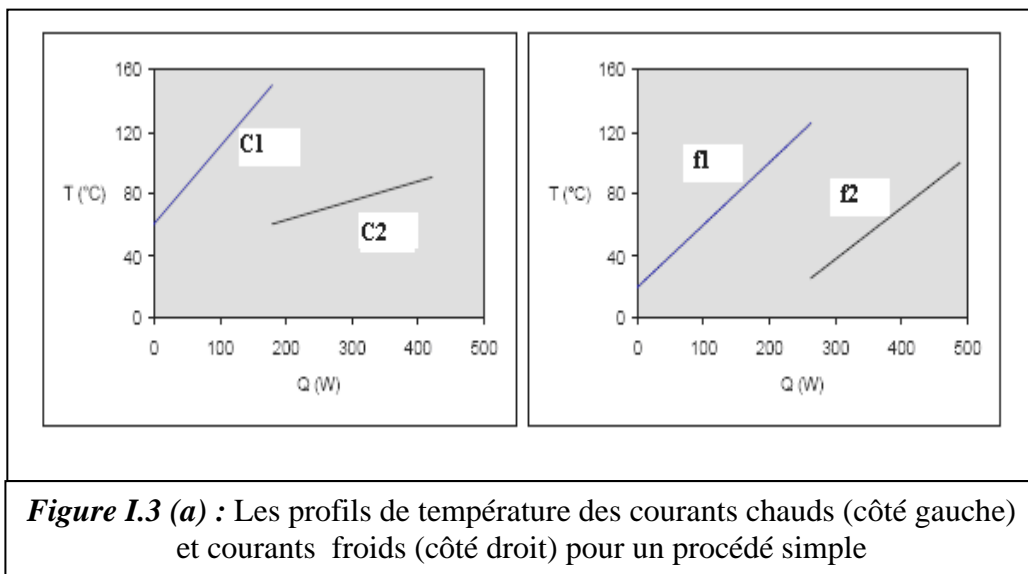 160
120
T (°C) 80
40
0
0 100 200 300 400 500
Q (W)
C1
C2
160
120
T (°C) 80
40
0
0 100 200 300 400 500
Q (W)
f1
f2
Figure I.3 (a) : Les profils de température des courants chauds (côté gauche)
et courants froids (côté droit) pour un procédé simple